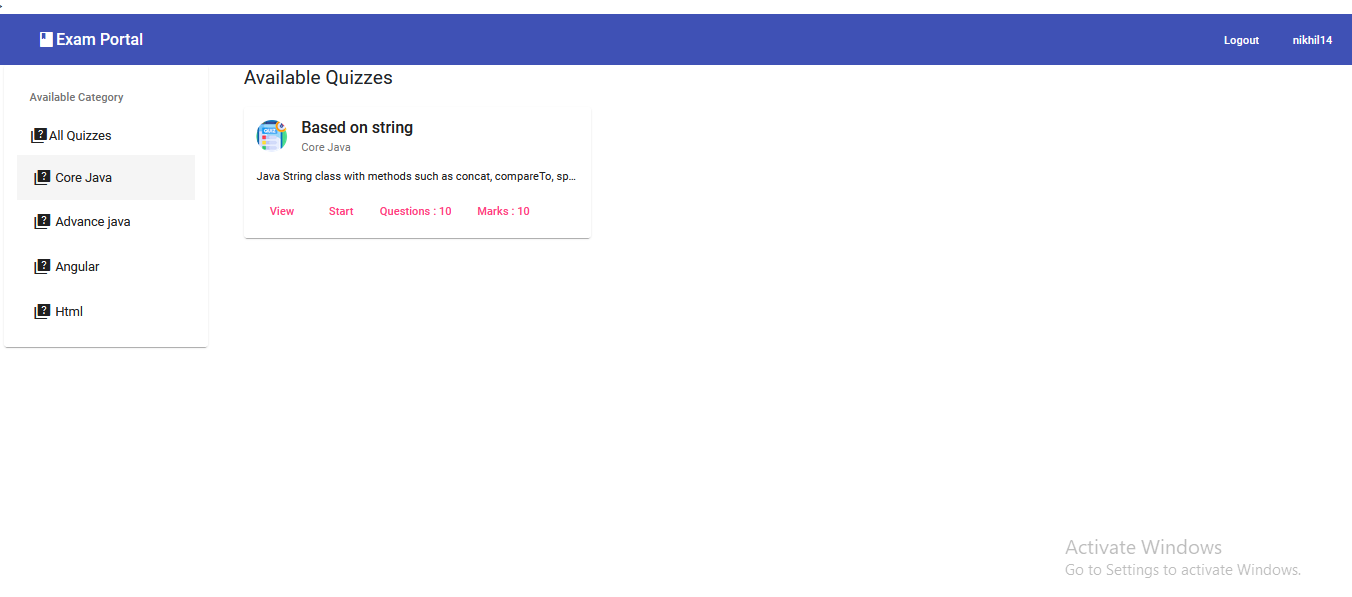 Exam Portal
Logout
nikhil14
Available Category
All Quizzes
Core Java
Advance java
Angular
Html
Available Quizzes
QUIZ
Based on string
Core Java
Java String class with methods such as concat, compareTo, sp...
View
Start
Questions : 10
Marks : 10
Activate Windows
Go to Settings to activate Windows.